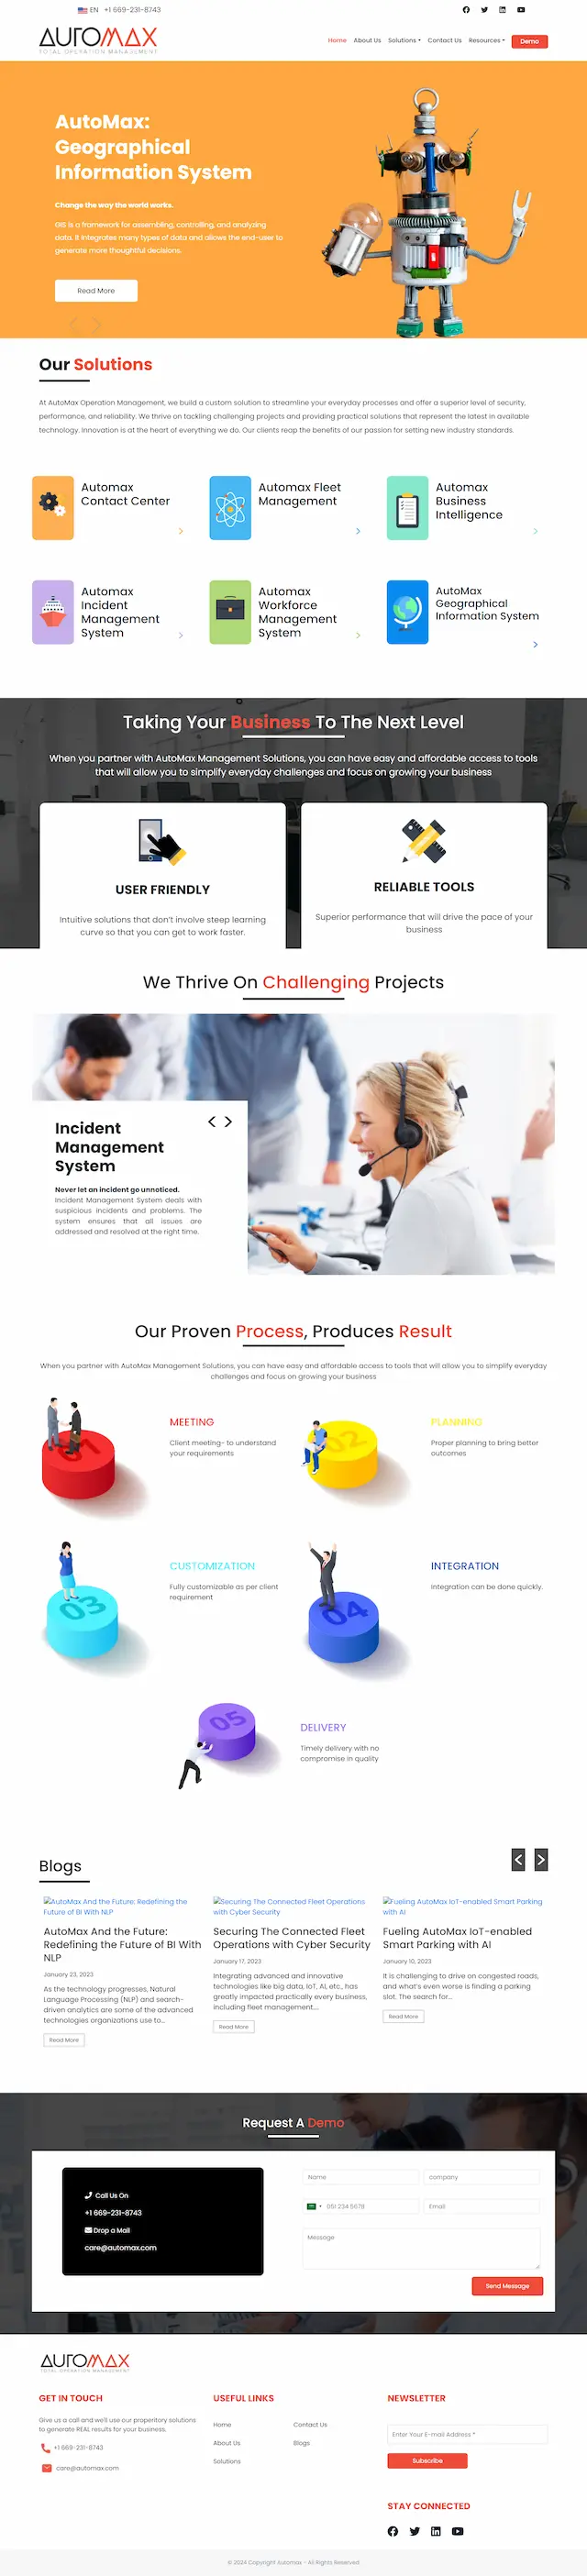 EN +1 669-231-8743
AUTOMAX
TOTAL OPERATION MANAGEMENT
Home About Us Solutions Contact Us Resources Demo
AutoMax:
Geographical
Information System
Change the way the world works.
GIS is a framework for assembling, controlling, and analyzing
data. It integrates many types of data and allows the end-user to
generate more thoughtful decisions.
Read More
Our Solutions
At AutoMax Operation Management, we build a custom solution to streamline your everyday processes and offer a superior level of security,
performance, and reliability. We thrive on tackling challenging projects and providing practical solutions that represent the latest in available
technology. Innovation is at the heart of everything we do. Our clients reap the benefits of our passion for setting new industry standards.
Automax
Contact Center
Automax Fleet
Management
Automax
Business
Intelligence
Automax
Incident
Management
System
Automax
Workforce
Management
System
AutoMax
Geographical
Information System
Taking Your Business To The Next Level
When you partner with AutoMax Management Solutions, you can have easy and affordable access to tools
that will allow you to simplify everyday challenges and focus on growing your business
USER FRIENDLY
Intuitive solutions that don't involve steep learning
curve so that you can get to work faster.
RELIABLE TOOLS
Superior performance that will drive the pace of your
business
We Thrive On Challenging Projects
Incident
Management
System
Never let an incident go unnoticed.
Incident Management System deals with
suspicious incidents and problems. The
system ensures that all issues are
addressed and resolved at the right time.
Our Proven Process, Produces Result
When you partner with AutoMax Management Solutions, you can have easy and affordable access to tools that will allow you to simplify everyday
challenges and focus on growing your business
01
MEETING
Client meeting- to understand
your requirements
02
PLANNING
Proper planning to bring better
outcomes
03
CUSTOMIZATION
Fully customizable as per client
requirement
04
INTEGRATION
Integration can be done quickly.
05
DELIVERY
Timely delivery with no
compromise in quality
Blogs
AutoMax And the Future: Redefining the
Future of BI With NLP
AutoMax And the Future:
Redefining the Future of BI With
NLP
January 23, 2023
As the technology progresses, Natural
Language Processing (NLP) and search-
driven analytics are some of the advanced
technologies organizations use to...
Read More
Securing The Connected Fleet Operations
with Cyber Security
Securing The Connected Fleet
Operations with Cyber Security
January 17, 2023
Integrating advanced and innovative
technologies like big data, IoT, AI, etc., has
greatly impacted practically every business,
including fleet management....
Read More
Fueling AutoMax IoT-enabled Smart Parking
with AI
Fueling AutoMax IoT-enabled
Smart Parking with AI
January 10, 2023
It is challenging to drive on congested roads,
and what's even worse is finding a parking
slot. The search for...
Read More
Request A Demo
Call Us On
+1 669-231-8743
Drop a Mail
care@automax.com
Name
company
051 234 5678
Email
Message
Send Message
AUTOMAX
TOTAL OPERATION MANAGEMENT
GET IN TOUCH
Give us a call and we'll use our properitory solutions
to generate REAL results for your business.
+1 669-231-8743
care@automax.com
USEFUL LINKS
Home
Contact Us
About Us
Blogs
Solutions
NEWSLETTER
Enter Your E-mail Address *
Subscribe
STAY CONNECTED
© 2024 Copyright Automax - All Rights Reserved